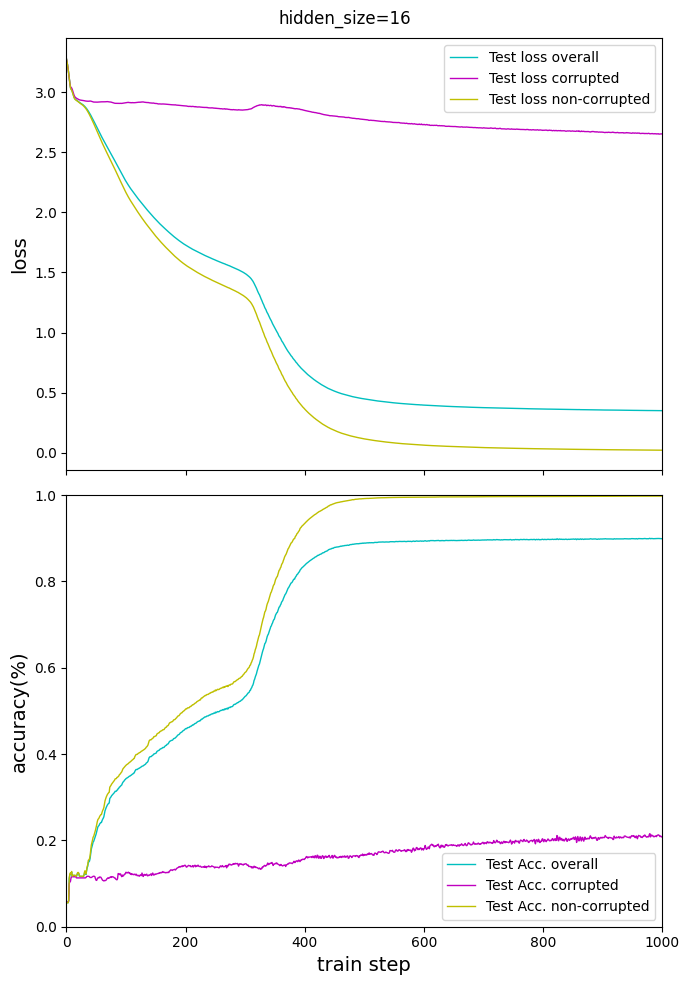 hidden_size=16
Test loss overall
Test loss corrupted
Test loss non-corrupted
3.0
2.5
2.0
1.5
1.0
0.5
0.0
loss
1.0
0.8
0.6
0.4
0.2
0.0
accuracy(%)
Test Acc. overall
Test Acc. corrupted
Test Acc. non-corrupted
0 200 400 600 800 1000
train step